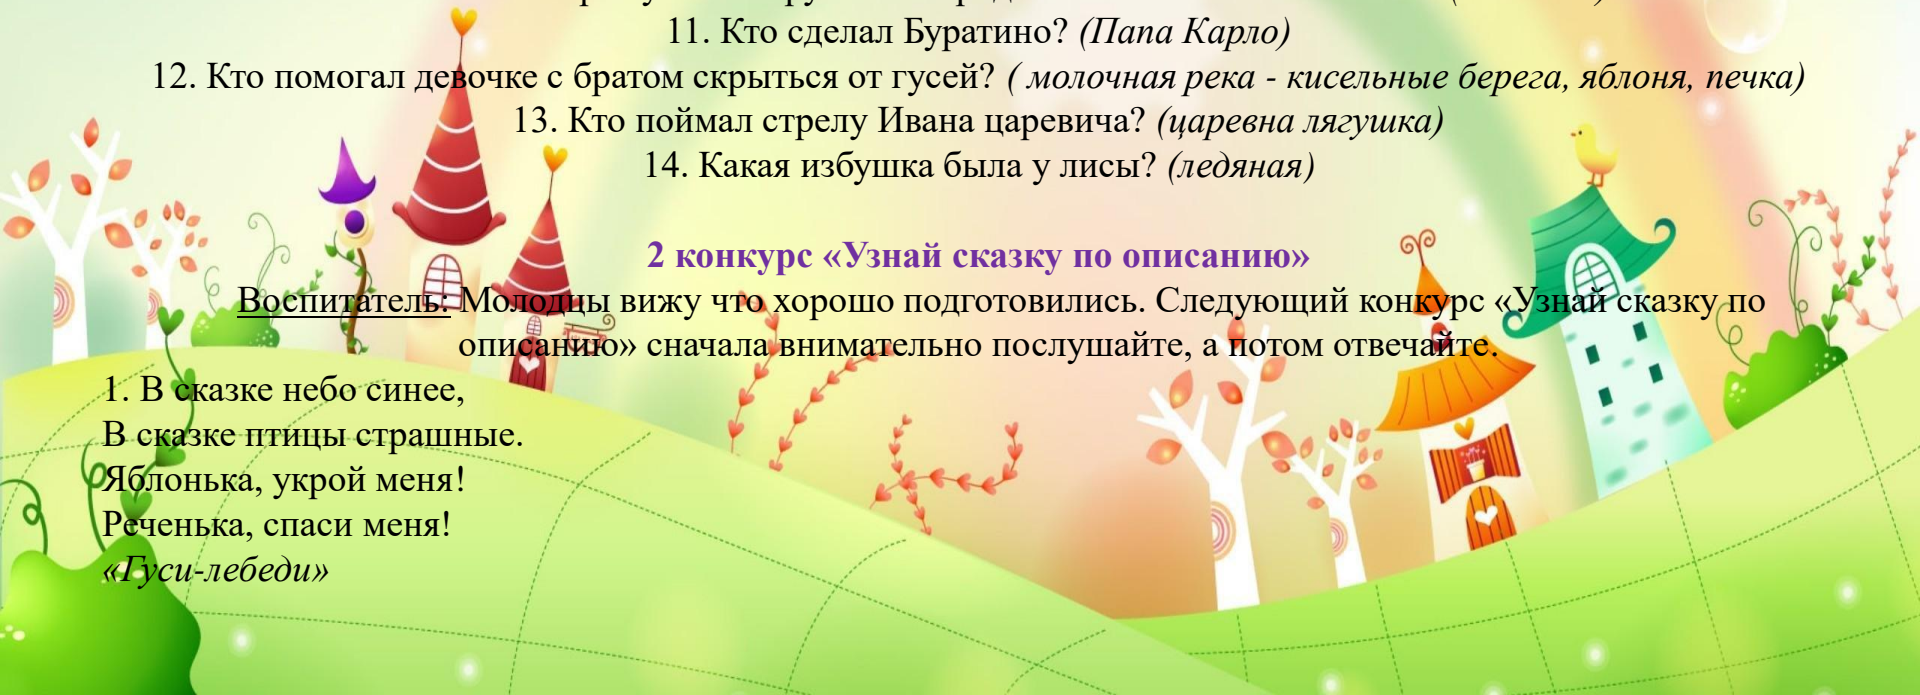 11. Кто сделал Буратино? (Папа Карло)
12. Кто помогал девочке с братом скрыться от гусей? ( молочная река - кисельные берега, яблоня, печка)
13. Кто поймал стрелу Ивана царевича? (царевна лягушка)
14. Какая избушка была у лисы? (ледяная)
2 конкурс «Узнай сказку по описанию»
Воспитатель: Молодцы вижу что хорошо подготовились. Следующий конкурс «Узнай сказку по
описанию» сначала внимательно послушайте, а потом отвечайте.
1. В сказке небо синее,
В сказке птицы страшные.
Яблонька, укрой меня!
Реченька, спаси меня!
«Гуси-лебеди»